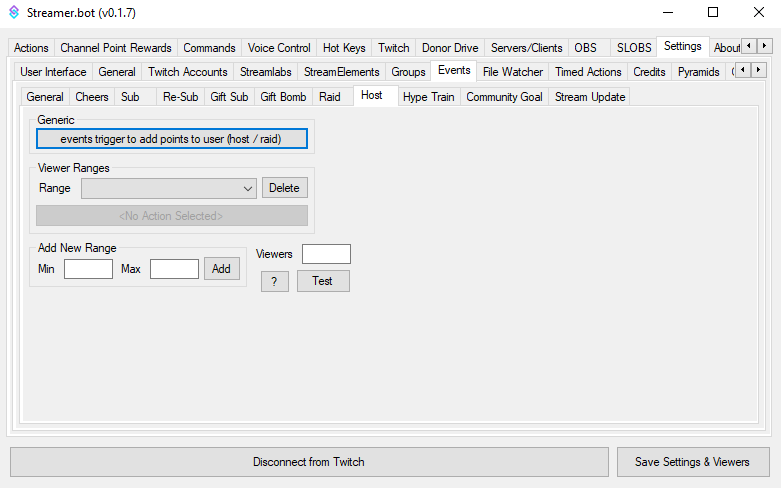 Streamer.bot (v0.1.7)
Actions Channel Point Rewards Commands Voice Control Hot Keys Twitch Donor Drive Servers/Clients OBS SLOBS Settings About
User Interface General Twitch Accounts Streamlabs StreamElements Groups Events File Watcher Timed Actions Credits Pyramids
General Cheers Sub Re-Sub Gift Sub Gift Bomb Raid Host Hype Train Community Goal Stream Update
Generic
events trigger to add points to user (host / raid)
Viewer Ranges
Range Delete
<No Action Selected>
Add New Range
Viewers
Min Max Add
? Test
Disconnect from Twitch Save Settings & Viewers